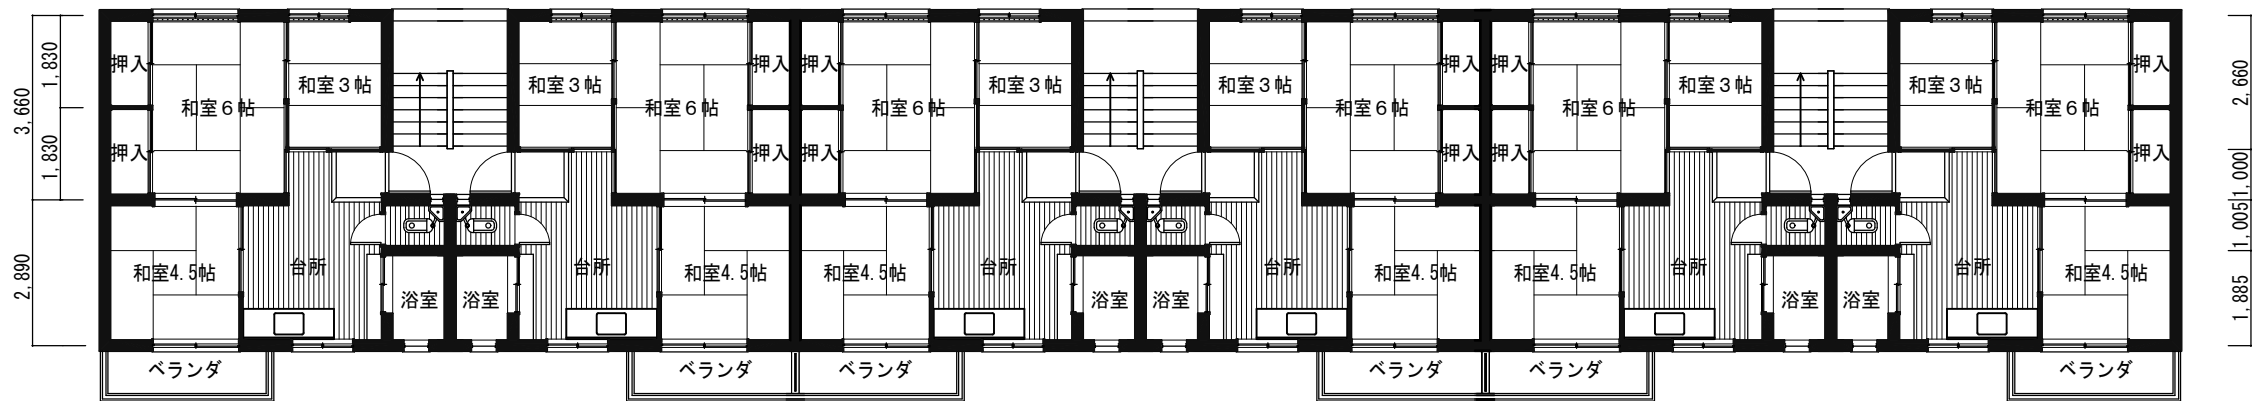 1,830
1,830
3,660
2,890
押入
押入
和室6帖
和室3帖
和室3帖
和室6帖
押入
押入
押入
押入
和室6帖
和室3帖
和室3帖
和室6帖
押入
押入
押入
押入
和室6帖
和室3帖
和室3帖
和室6帖
押入
押入
和室4.5帖
台所
浴室
浴室
台所
和室4.5帖
和室4.5帖
台所
浴室
浴室
台所
和室4.5帖
和室4.5帖
台所
浴室
浴室
台所
和室4.5帖
ベランダ
ベランダ
ベランダ
ベランダ
ベランダ
ベランダ
2,660
1,000
1,005
1,885